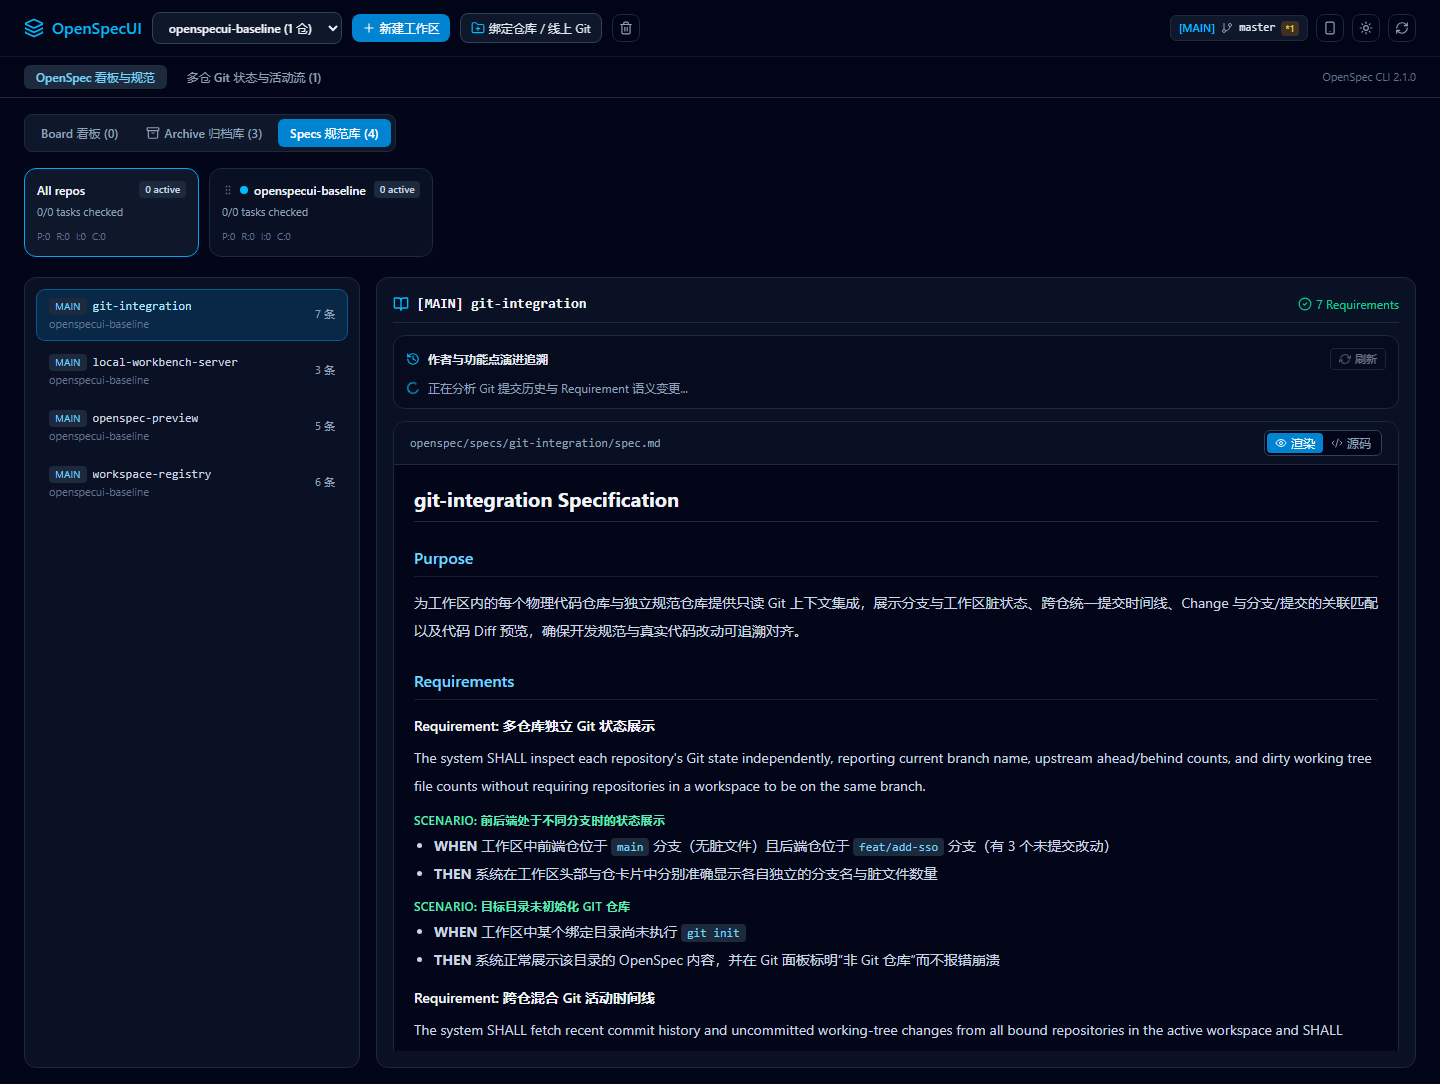 OpenSpecUI
openspecui-baseline (1 仓)
新建工作区
绑定仓库 / 线上 Git
[MAIN] master *1
OpenSpec 看板与规范
多仓 Git 状态与活动流 (1)
OpenSpec CLI 2.1.0
Board 看板 (0)
Archive 归档库 (3)
Specs 规范库 (4)
All repos
0 active
0/0 tasks checked
P:0 R:0 I:0 C:0
openspecui-baseline
0 active
0/0 tasks checked
P:0 R:0 I:0 C:0
MAIN git-integration
openspecui-baseline
7 条
MAIN local-workbench-server
openspecui-baseline
3 条
MAIN openspec-preview
openspecui-baseline
5 条
MAIN workspace-registry
openspecui-baseline
6 条
[MAIN] git-integration
7 Requirements
作者与功能点演进追溯
刷新
正在分析 Git 提交历史与 Requirement 语义变更...
openspec/specs/git-integration/spec.md
渲染
源码
git-integration Specification
Purpose
为工作区内的每个物理代码仓库与独立规范仓库提供只读 Git 上下文集成，展示分支与工作区脏状态、跨仓统一提交时间线、Change 与分支/提交的关联匹配
以及代码 Diff 预览，确保开发规范与真实代码改动可追溯对齐。
Requirements
Requirement: 多仓库独立 Git 状态展示
The system SHALL inspect each repository's Git state independently, reporting current branch name, upstream ahead/behind counts, and dirty working tree
file counts without requiring repositories in a workspace to be on the same branch.
SCENARIO: 前后端处于不同分支时的状态展示
• WHEN 工作区中前端仓位于 main 分支（无脏文件）且后端仓位于 feat/add-sso 分支（有 3 个未提交改动）
• THEN 系统在工作区头部与仓卡片中分别准确显示各自独立的分支名与脏文件数量
SCENARIO: 目标目录未初始化 GIT 仓库
• WHEN 工作区中某个绑定目录尚未执行 git init
• THEN 系统正常展示该目录的 OpenSpec 内容，并在 Git 面板标明“非 Git 仓库”而不报错崩溃
Requirement: 跨仓混合 Git 活动时间线
The system SHALL fetch recent commit history and uncommitted working-tree changes from all bound repositories in the active workspace and SHALL